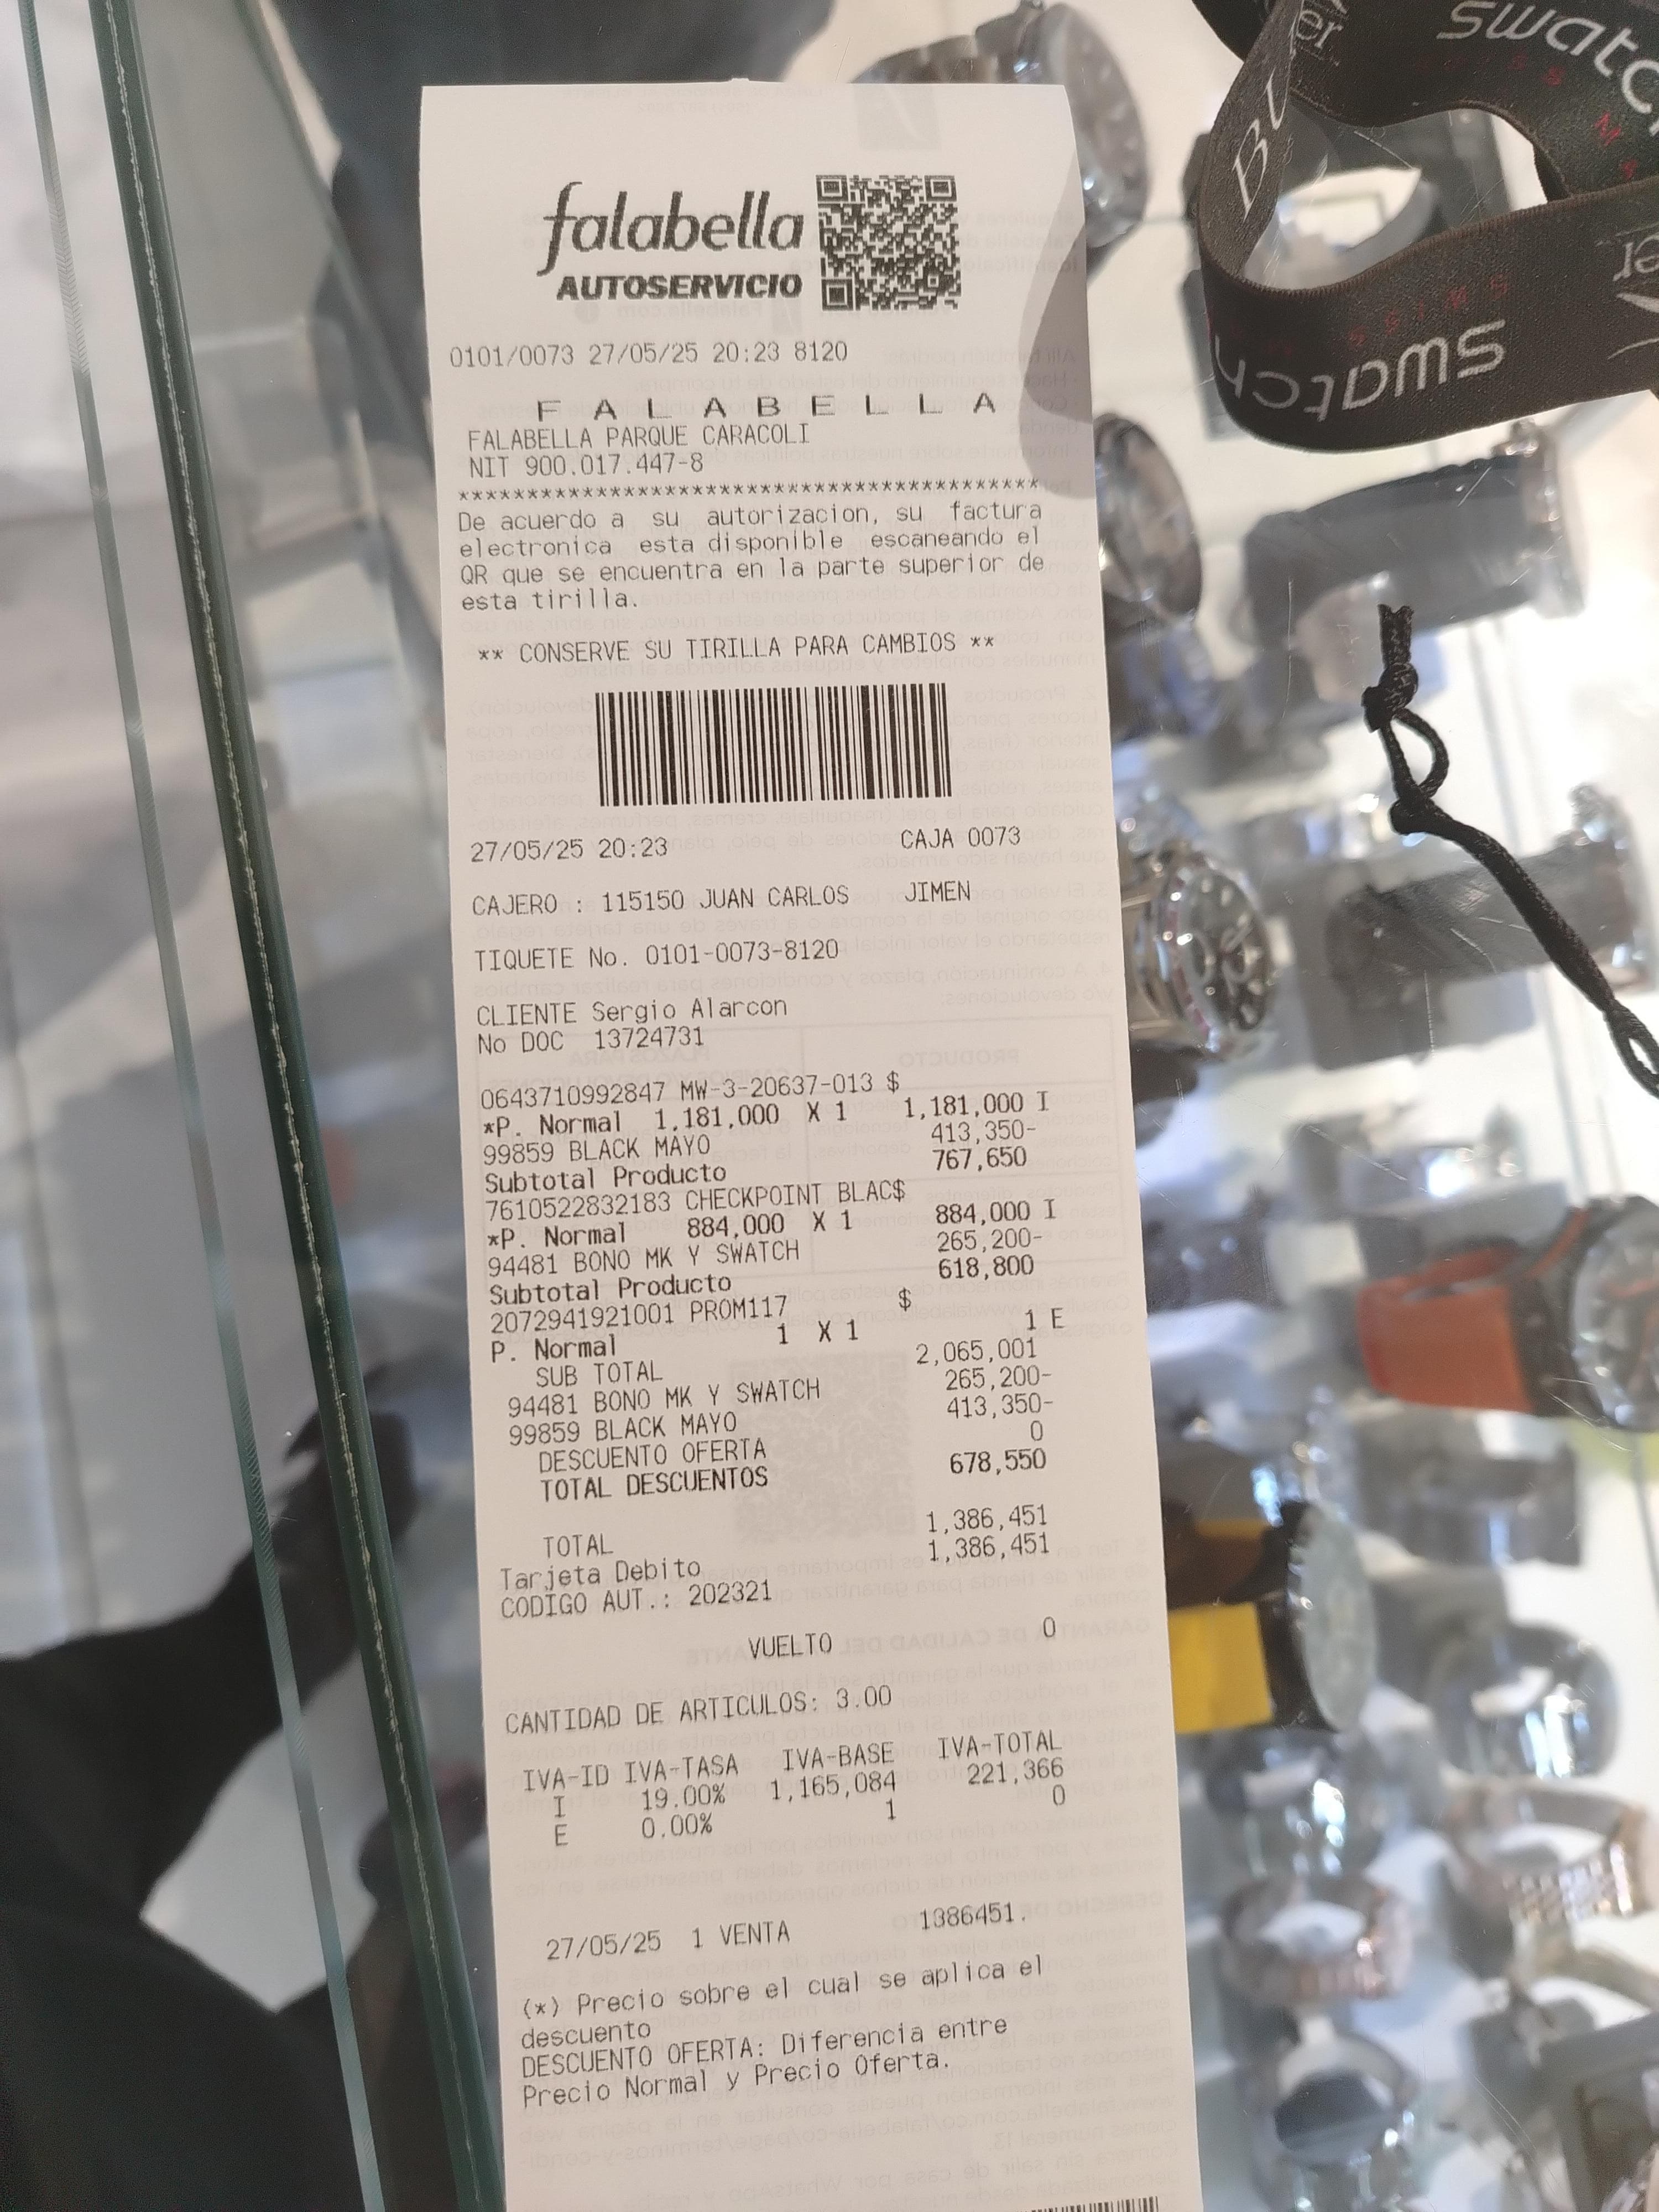 falabella
AUTOSERVICIO
0101/0073 27/05/25 20:23 8120
F A L A B E L L A
FALABELLA PARQUE CARACOLI
NIT 900.017.447-8
******************************************
De acuerdo a su autorizacion, su factura
electronica esta disponible escaneando el
QR que se encuentra en la parte superior de
esta tirilla.
** CONSERVE SU TIRILLA PARA CAMBIOS **
27/05/25 20:23 CAJA 0073
CAJERO : 115150 JUAN CARLOS JIMEN
TIQUETE No. 0101-0073-8120
CLIENTE Sergio Alarcon
No DOC 13724731
0643710992847 MW-3-20637-013 $
*P. Normal 1,181,000 X 1 1,181,000 I
99859 BLACK MAYO 413,350-
Subtotal Producto 767,650
7610522832183 CHECKPOINT BLAC$
*P. Normal 884,000 X 1 884,000 I
94481 BONO MK Y SWATCH 265,200-
Subtotal Producto 618,800
2072941921001 PROM117 $
P. Normal 1 X 1 1 E
SUB TOTAL 2,065,001
94481 BONO MK Y SWATCH 265,200-
99859 BLACK MAYO 413,350-
DESCUENTO OFERTA 0
TOTAL DESCUENTOS 678,550
TOTAL 1,386,451
Tarjeta Debito 1,386,451
CODIGO AUT.: 202321
VUELTO 0
CANTIDAD DE ARTICULOS: 3.00
IVA-ID IVA-TASA IVA-BASE IVA-TOTAL
I 19.00% 1,165,084 221,366
E 0.00% 1 0
27/05/25 1 VENTA 1386451.
(*) Precio sobre el cual se aplica el
descuento
DESCUENTO OFERTA: Diferencia entre
Precio Normal y Precio Oferta.
swatch
swatch